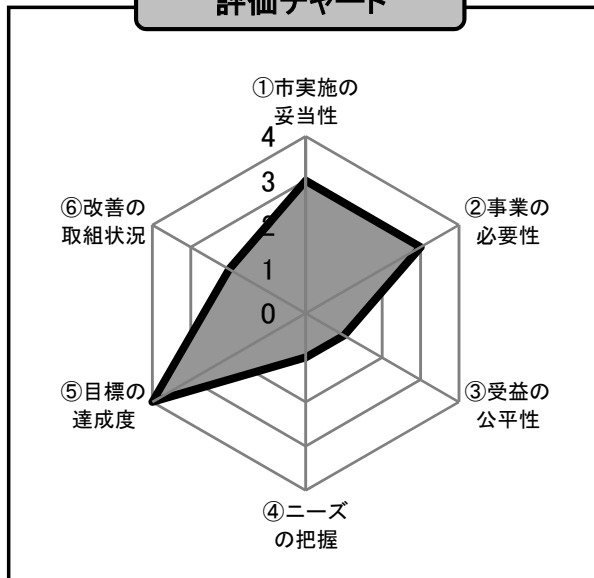 評価チャート
①市実施の
妥当性
4
3
2
1
0
②事業の
必要性
③受益の
公平性
④ニーズ
の把握
⑤目標の
達成度
⑥改善の
取組状況